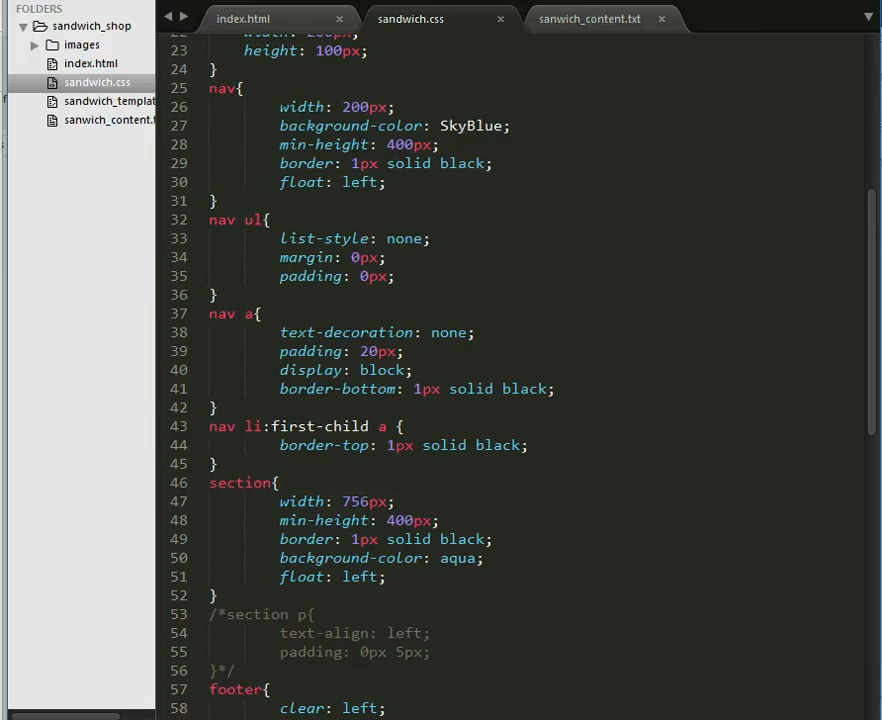 FOLDERS
sandwich_shop
images
index.html
sandwich.css
sandwich_templat
sanwich_content.t
index.html
sandwich.css
sanwich_content.txt
22 width: 200px;
23 height: 100px;
24 }
25 nav{
26 width: 200px;
27 background-color: SkyBlue;
28 min-height: 400px;
29 border: 1px solid black;
30 float: left;
31 }
32 nav ul{
33 list-style: none;
34 margin: 0px;
35 padding: 0px;
36 }
37 nav a{
38 text-decoration: none;
39 padding: 20px;
40 display: block;
41 border-bottom: 1px solid black;
42 }
43 nav li:first-child a {
44 border-top: 1px solid black;
45 }
46 section{
47 width: 756px;
48 min-height: 400px;
49 border: 1px solid black;
50 background-color: aqua;
51 float: left;
52 }
53 /*section p{
54 text-align: left;
55 padding: 0px 5px;
56 }*/
57 footer{
58 clear: left;